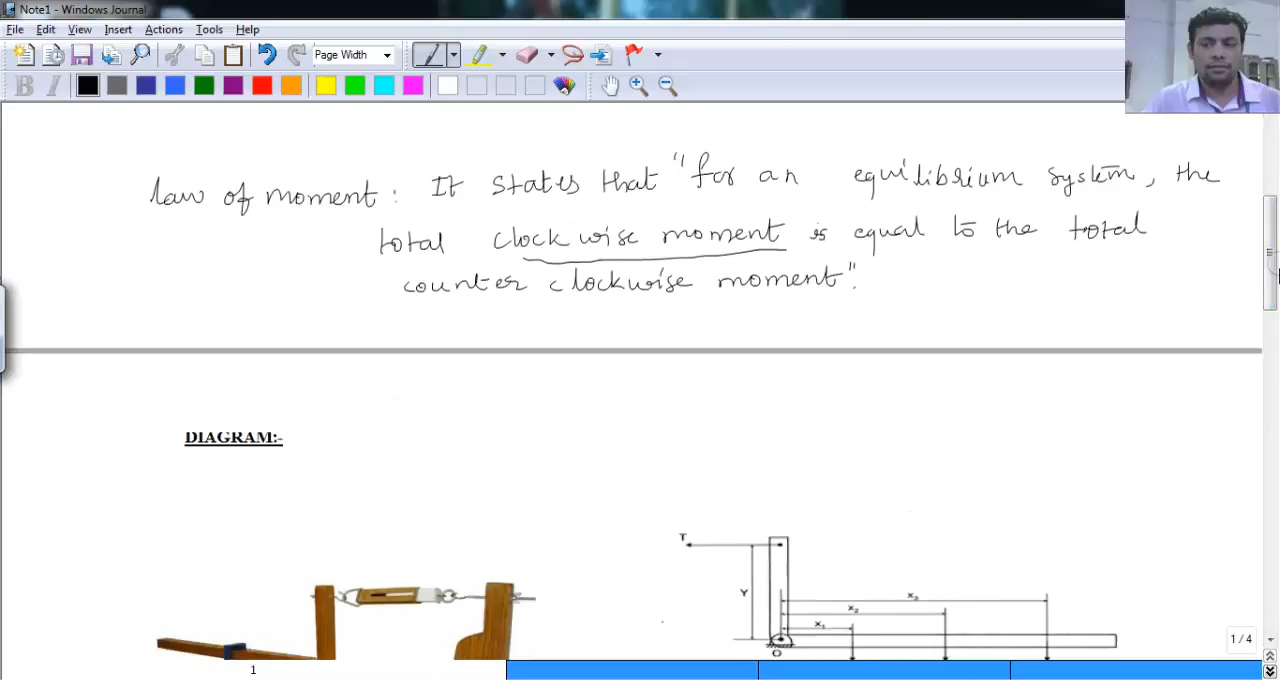 Note1 - Windows Journal
File Edit View Insert Actions Tools Help
Page Width
law of moment : It states that "for an equilibrium system, the
total clockwise moment is equal to the total
counter clockwise moment".
DIAGRAM:-
T
Y
X3
X2
X1
O
1 / 4
1